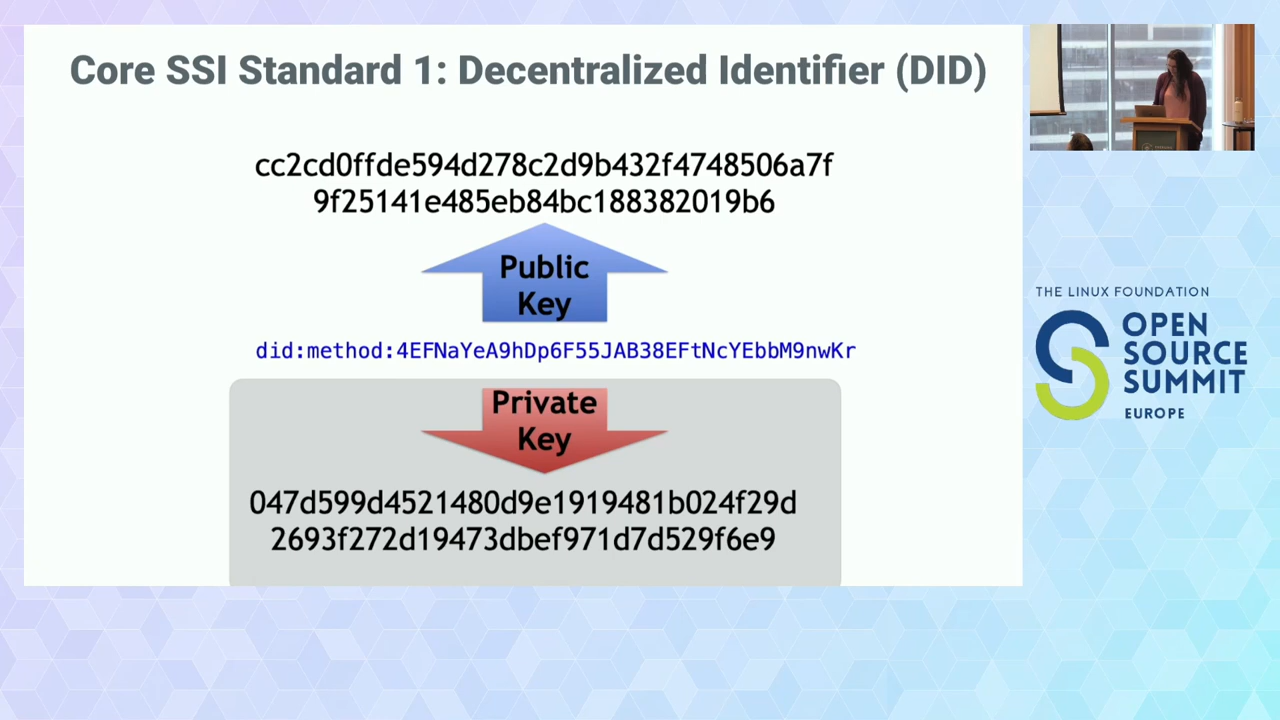 Core SSI Standard 1: Decentralized Identifier (DID)
cc2cd0ffde594d278c2d9b432f4748506a7f
9f25141e485eb84bc188382019b6
Public
Key
did:method:4EFNaYeA9hDp6F55JAB38EFtNcYEbbM9nwKr
Private
Key
047d599d4521480d9e1919481b024f29d
2693f272d19473dbef971d7d529f6e9
THE LINUX FOUNDATION
OPEN
SOURCE
SUMMIT
EUROPE